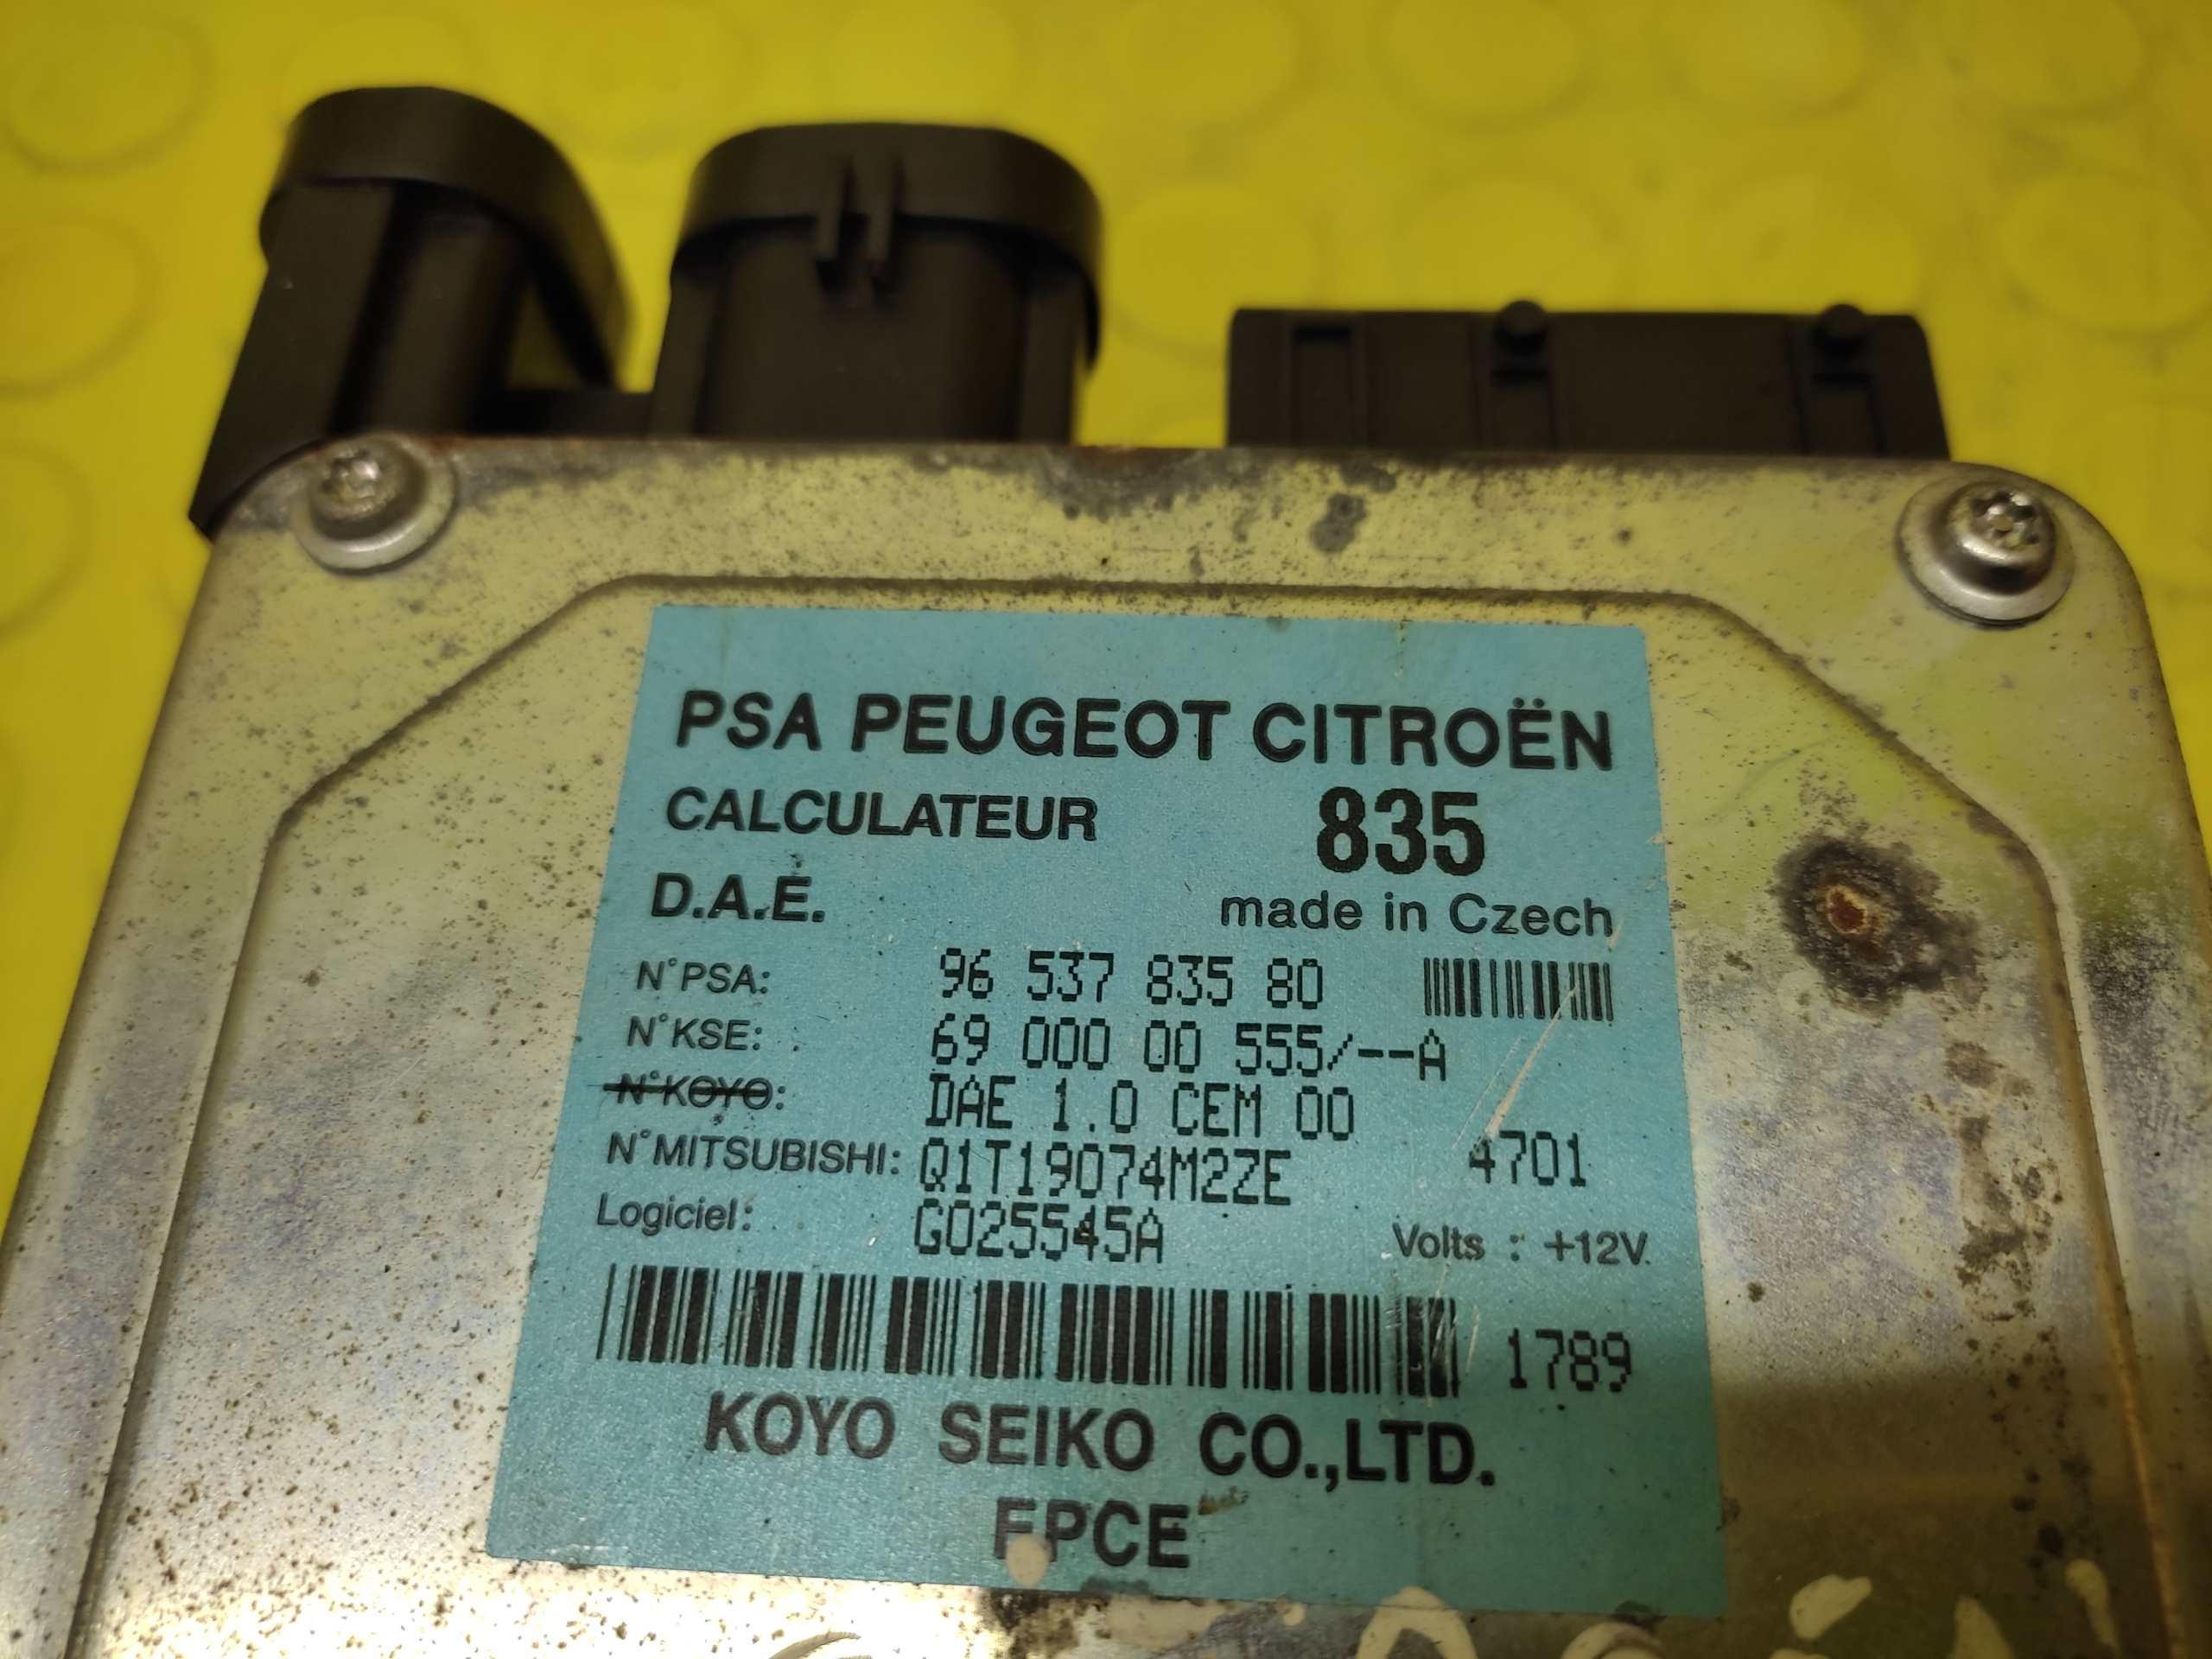 PSA PEUGEOT CITROËN
CALCULATEUR 835
D.A.E. made in Czech
N°PSA: 96 537 835 80
N°KSE: 69 000 00 555/--A
N°KOYO: DAE 1.0 CEM 00
N°MITSUBISHI: Q1T19074M2ZE 4701
Logiciel: G025545A Volts : +12V
1789
KOYO SEIKO CO.,LTD.
FPCE